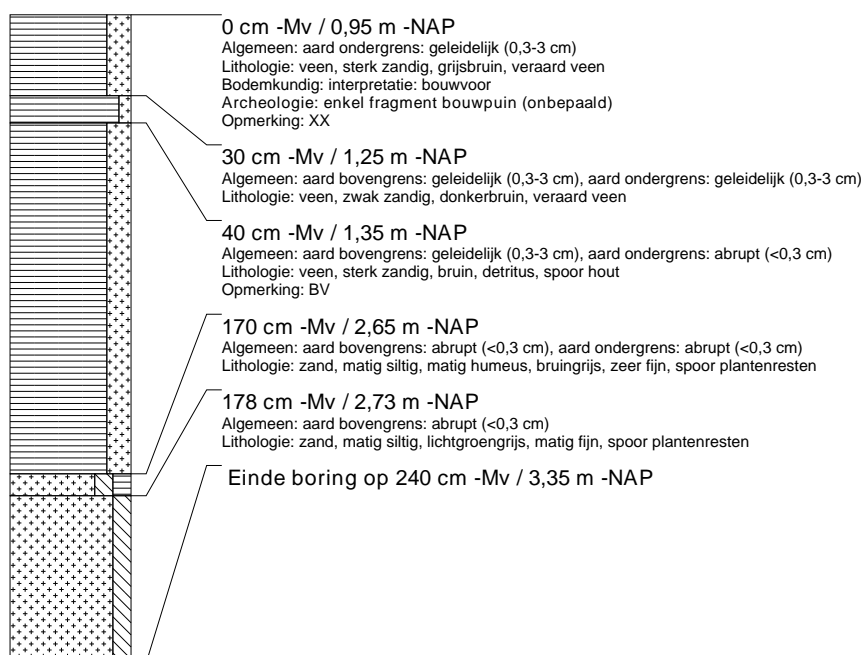 0 cm -Mv / 0,95 m -NAP
Algemeen: aard ondergrens: geleidelijk (0,3-3 cm)
Lithologie: veen, sterk zandig, grijsbruin, veraard veen
Bodemkundig: interpretatie: bouwvoor
Archeologie: enkel fragment bouwpuin (onbepaald)
Opmerking: XX
30 cm -Mv / 1,25 m -NAP
Algemeen: aard bovengrens: geleidelijk (0,3-3 cm), aard ondergrens: geleidelijk (0,3-3 cm)
Lithologie: veen, zwak zandig, donkerbruin, veraard veen
40 cm -Mv / 1,35 m -NAP
Algemeen: aard bovengrens: geleidelijk (0,3-3 cm), aard ondergrens: abrupt (<0,3 cm)
Lithologie: veen, sterk zandig, bruin, detritus, spoor hout
Opmerking: BV
170 cm -Mv / 2,65 m -NAP
Algemeen: aard bovengrens: abrupt (<0,3 cm), aard ondergrens: abrupt (<0,3 cm)
Lithologie: zand, matig siltig, matig humeus, bruingrijs, zeer fijn, spoor plantenresten
178 cm -Mv / 2,73 m -NAP
Algemeen: aard bovengrens: abrupt (<0,3 cm)
Lithologie: zand, matig siltig, lichtgroengrijs, matig fijn, spoor plantenresten
Einde boring op 240 cm -Mv / 3,35 m -NAP